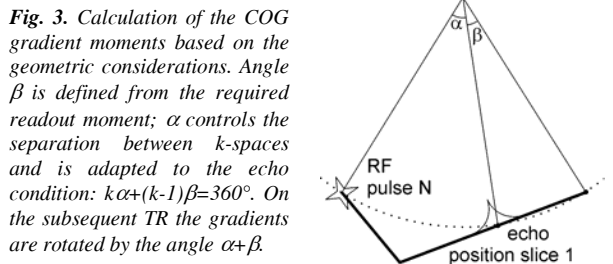 Fig. 3. Calculation of the COG
gradient moments based on the
geometric considerations. Angle
β is defined from the required
readout moment; α controls the
separation between k-spaces
and is adapted to the echo
condition: kα+(k-1)β=360°. On
the subsequent TR the gradients
are rotated by the angle α+β.
α
β
RF
pulse N
echo
position slice 1